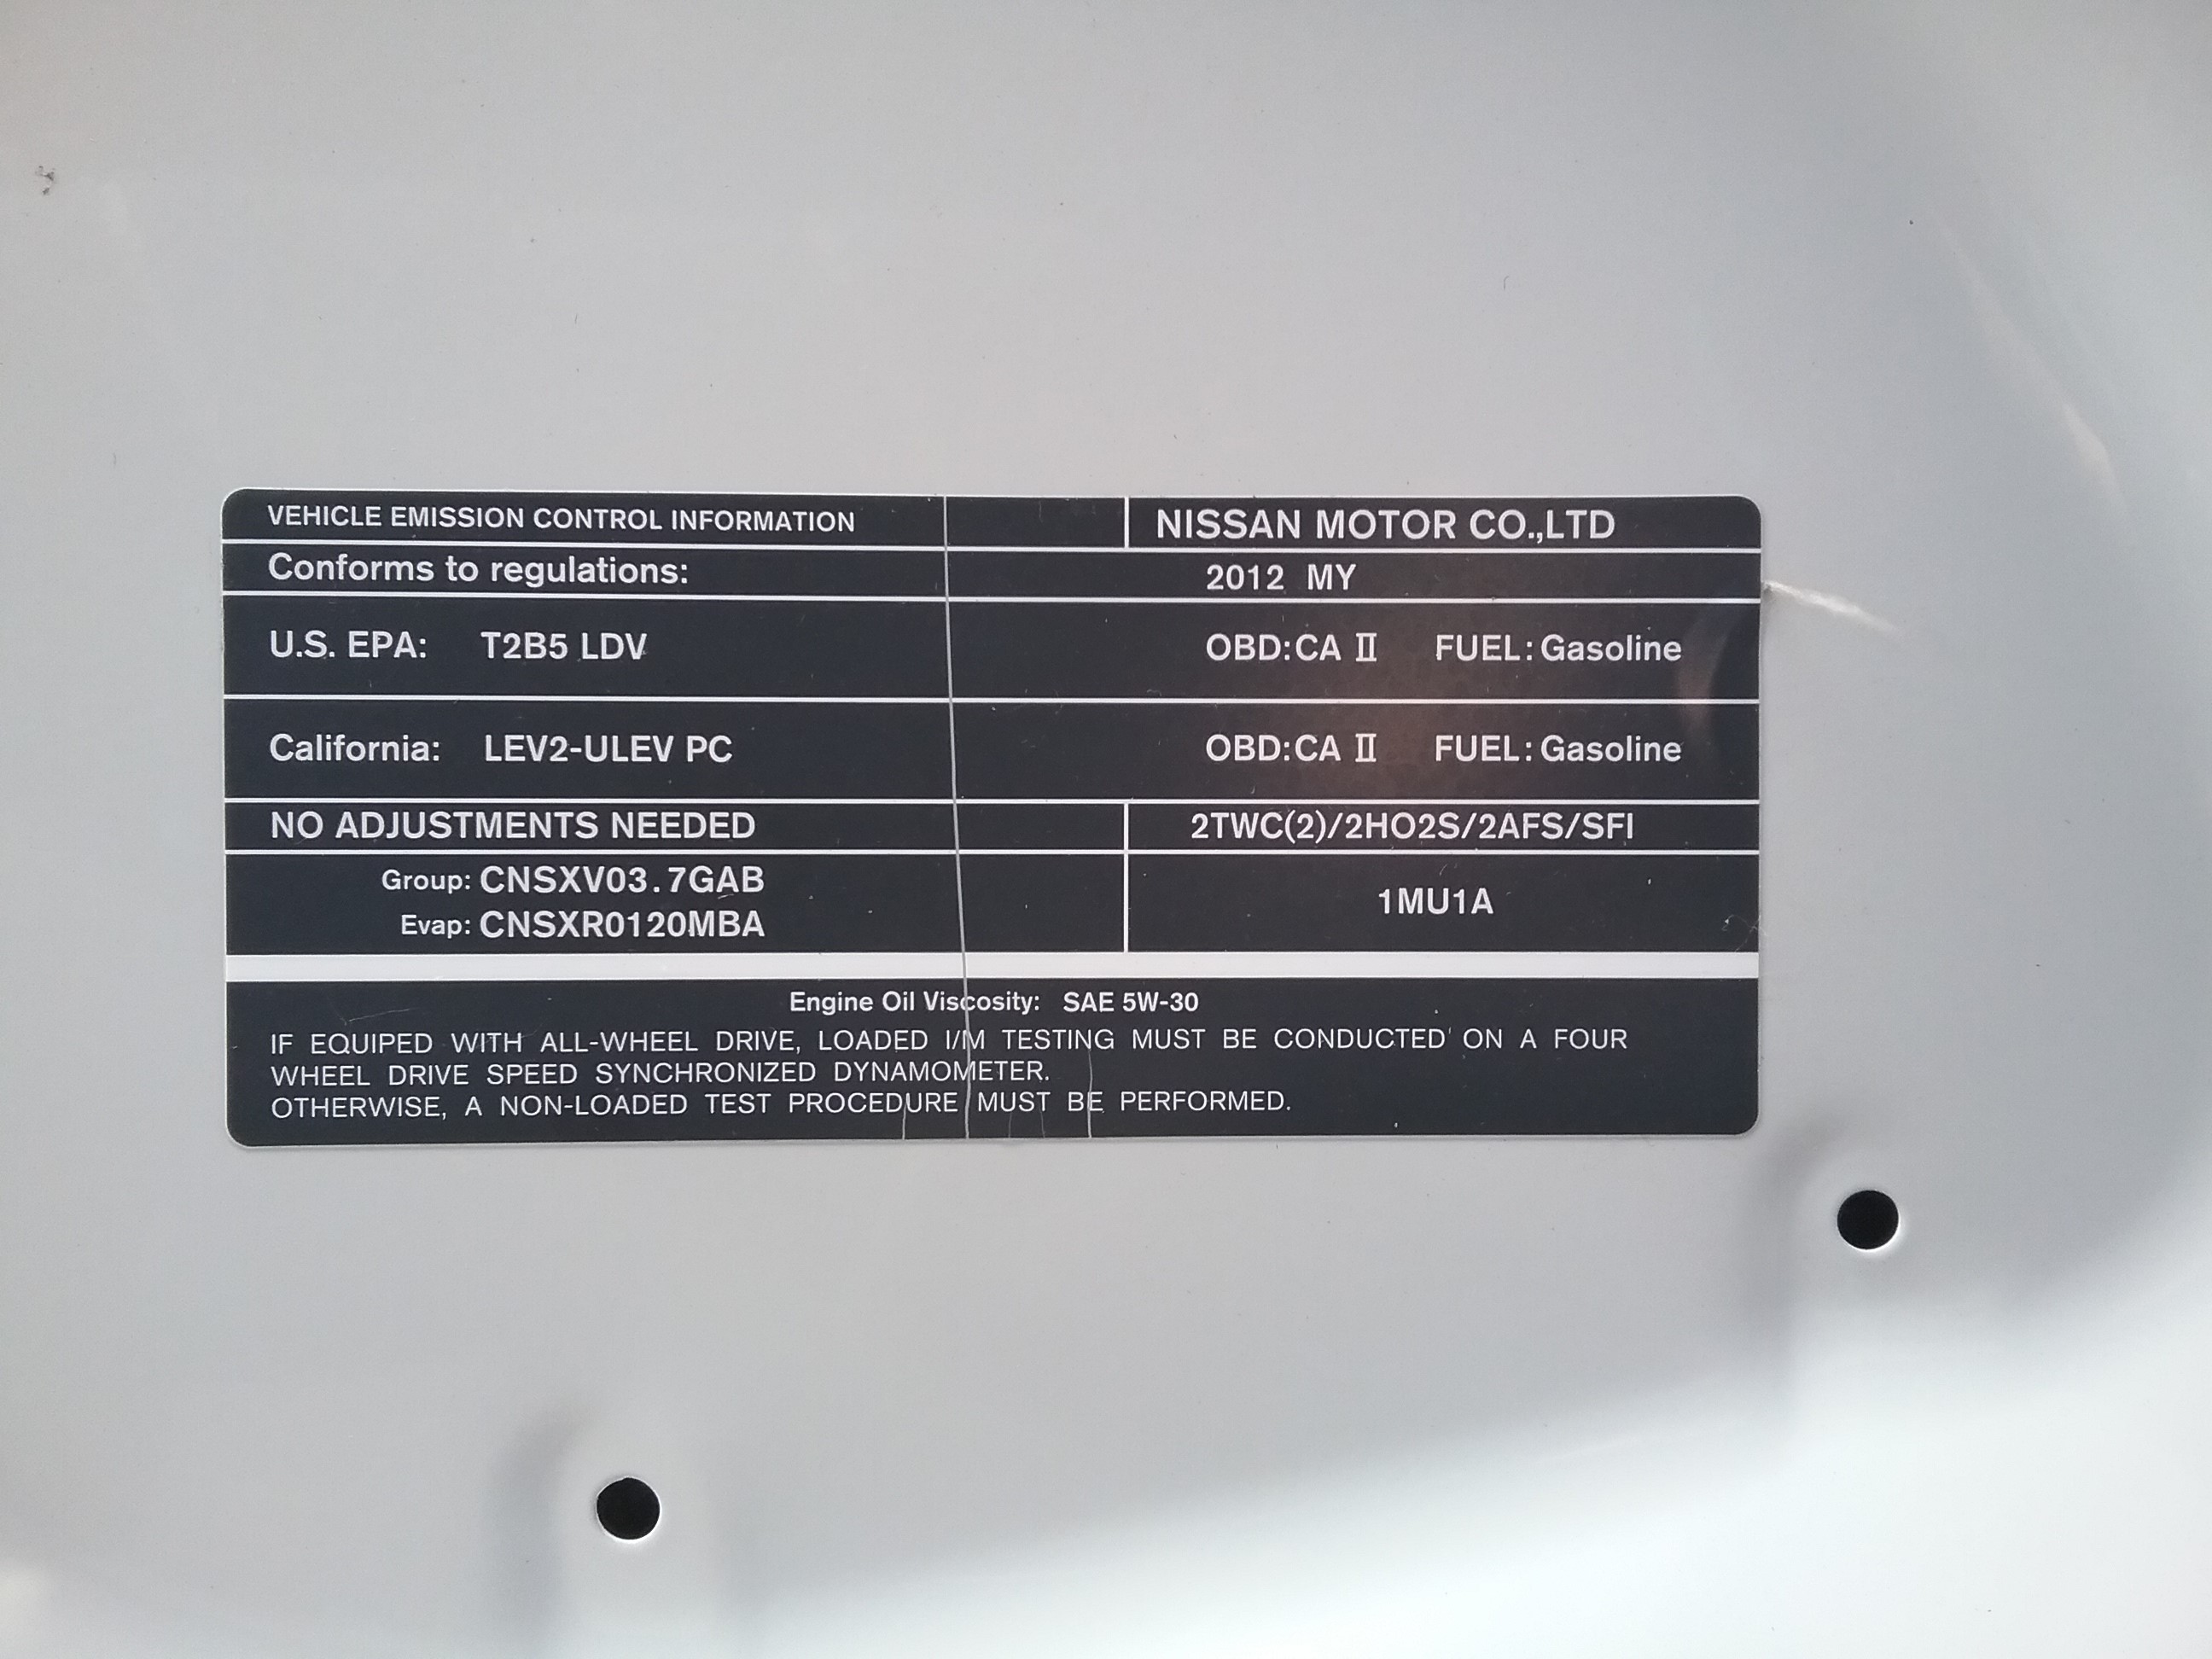 VEHICLE EMISSION CONTROL INFORMATION NISSAN MOTOR CO.,LTD
Conforms to regulations: 2012 MY
U.S. EPA: T2B5 LDV OBD:CA II FUEL:Gasoline
California: LEV2-ULEV PC OBD:CA II FUEL:Gasoline
NO ADJUSTMENTS NEEDED 2TWC(2)/2HO2S/2AFS/SFI
Group: CNSXV03.7GAB
Evap: CNSXR0120MBA
1MU1A
Engine Oil Viscosity: SAE 5W-30
IF EQUIPED WITH ALL-WHEEL DRIVE, LOADED I/M TESTING MUST BE CONDUCTED ON A FOUR
WHEEL DRIVE SPEED SYNCHRONIZED DYNAMOMETER.
OTHERWISE, A NON-LOADED TEST PROCEDURE MUST BE PERFORMED.